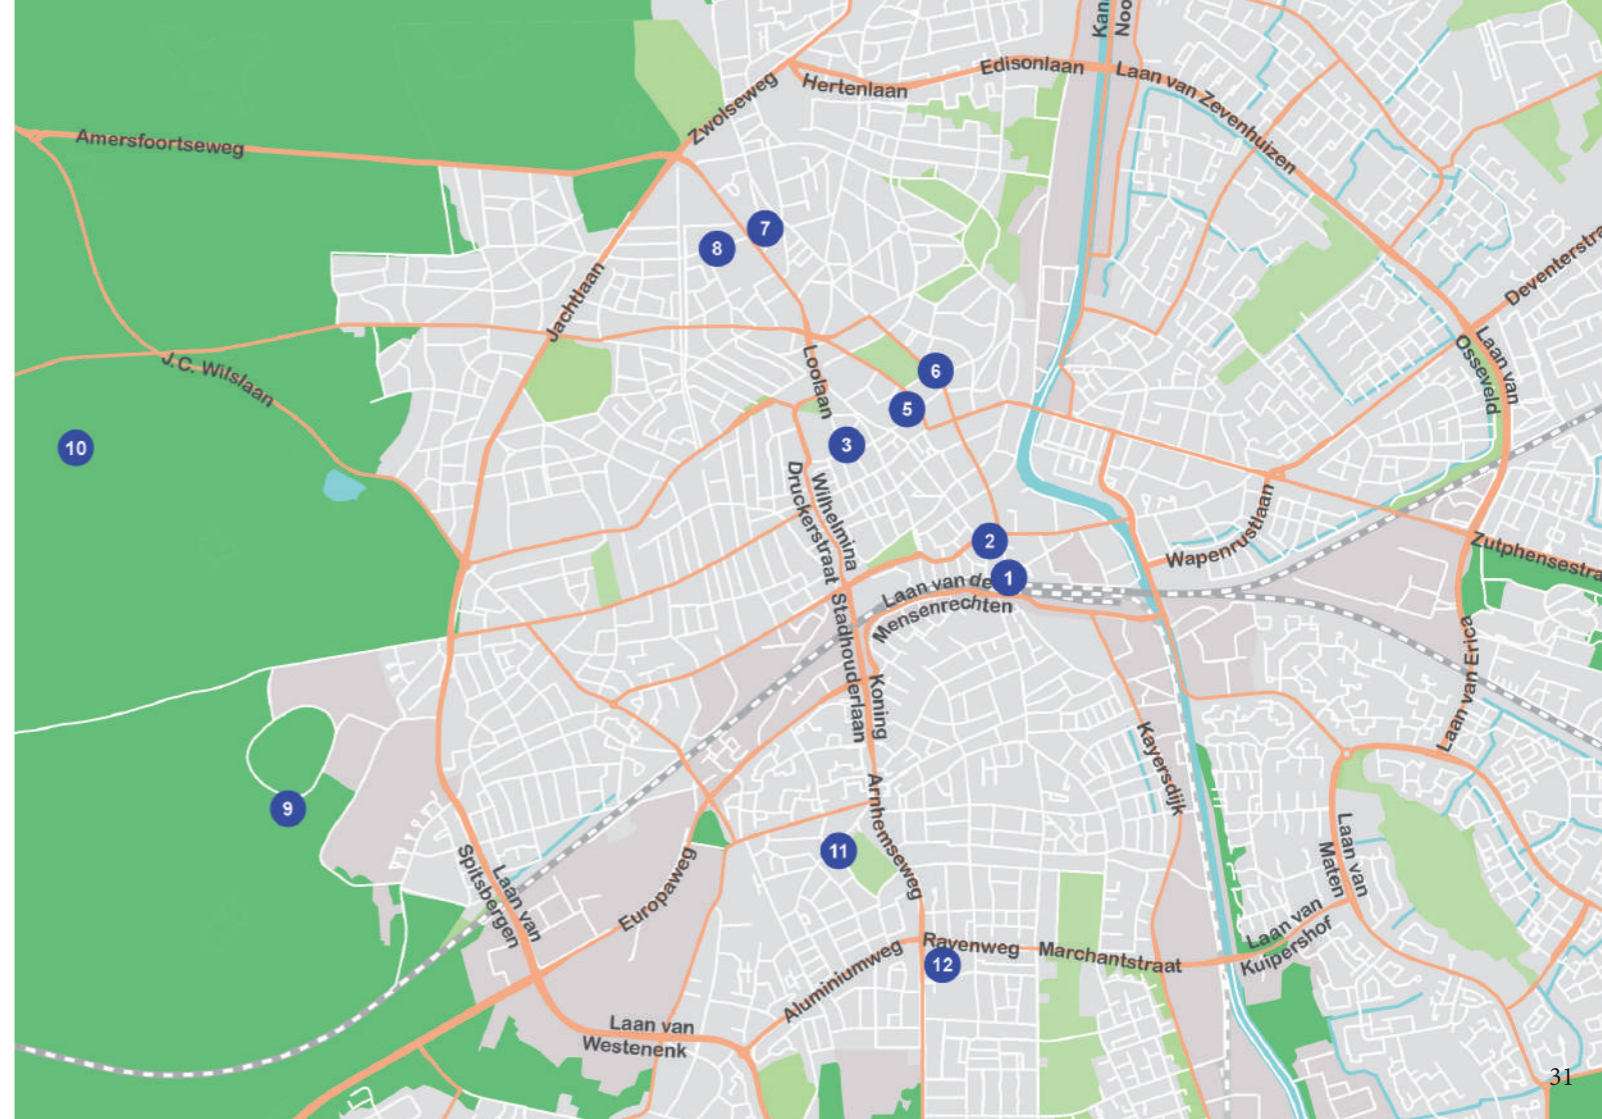 Kan
Noo
Edisonlaan
Laan van Zevenhuizen
Hertenlaan
Zwolseweg
Amersfoortseweg
7
8
Deventerstra
Jachtlaan
Loolaan
J.C. Wilslaan
6
5
Laan van
Osseveld
3
10
Wilhelmina
Druckerstraat
Wapenrustlaan
2
1
Zutphensestra
Laan van de
Mensenrechten
Stadhouderlaan
Koning
Laan van Erica
Kayersdijk
9
Arnhemseweg
11
Laan van
Maten
Laan van
Spitsbergen
Europaweg
Laan van
Kuipershof
Ravenweg
Marchantstraat
12
Aluminiumweg
Laan van
Westenenk
31